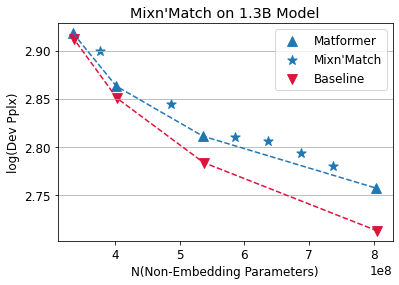 Mixn'Match on 1.3B Model
Matformer
Mixn'Match
Baseline
log(Dev Pplx)
2.90
2.85
2.80
2.75
4 5 6 7 8
1e8
N(Non-Embedding Parameters)